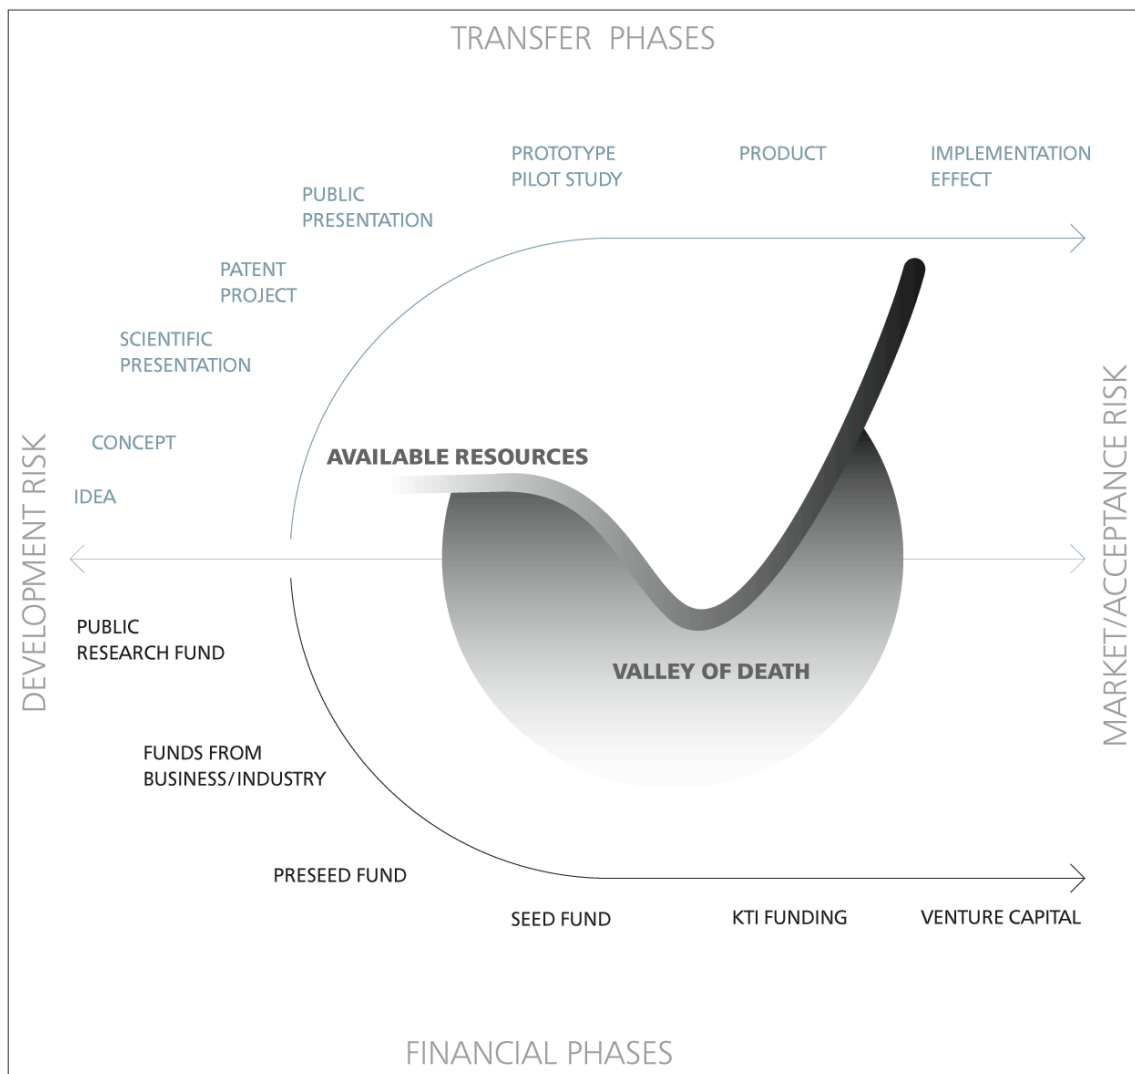 TRANSFER PHASES
PROTOTYPE
PILOT STUDY
PRODUCT
IMPLEMENTATION
EFFECT
PUBLIC
PRESENTATION
PATENT
PROJECT
SCIENTIFIC
PRESENTATION
CONCEPT
IDEA
AVAILABLE RESOURCES
DEVELOPMENT RISK
MARKET/ACCEPTANCE RISK
VALLEY OF DEATH
PUBLIC
RESEARCH FUND
FUNDS FROM
BUSINESS/INDUSTRY
PRESEED FUND
SEED FUND
KTI FUNDING
VENTURE CAPITAL
FINANCIAL PHASES